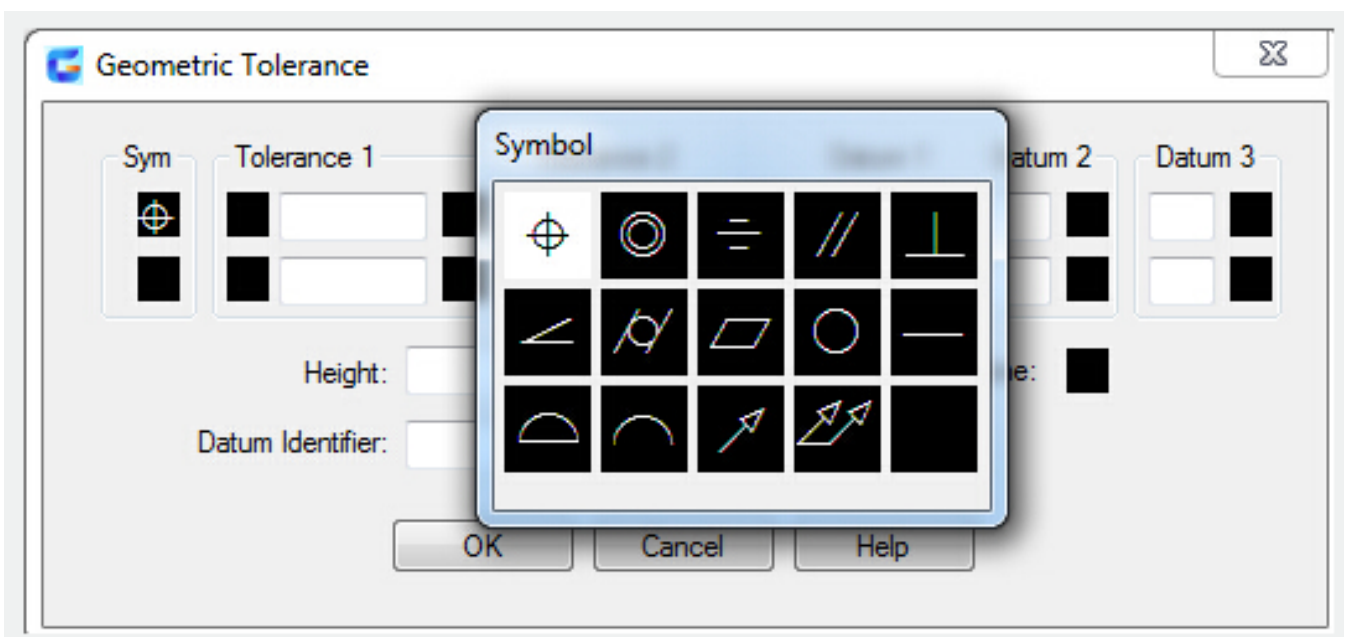 Geometric Tolerance
Symbol
Sym Tolerance 1 atum 2 Datum 3
Height: e:
Datum Identifier:
OK Cancel Help